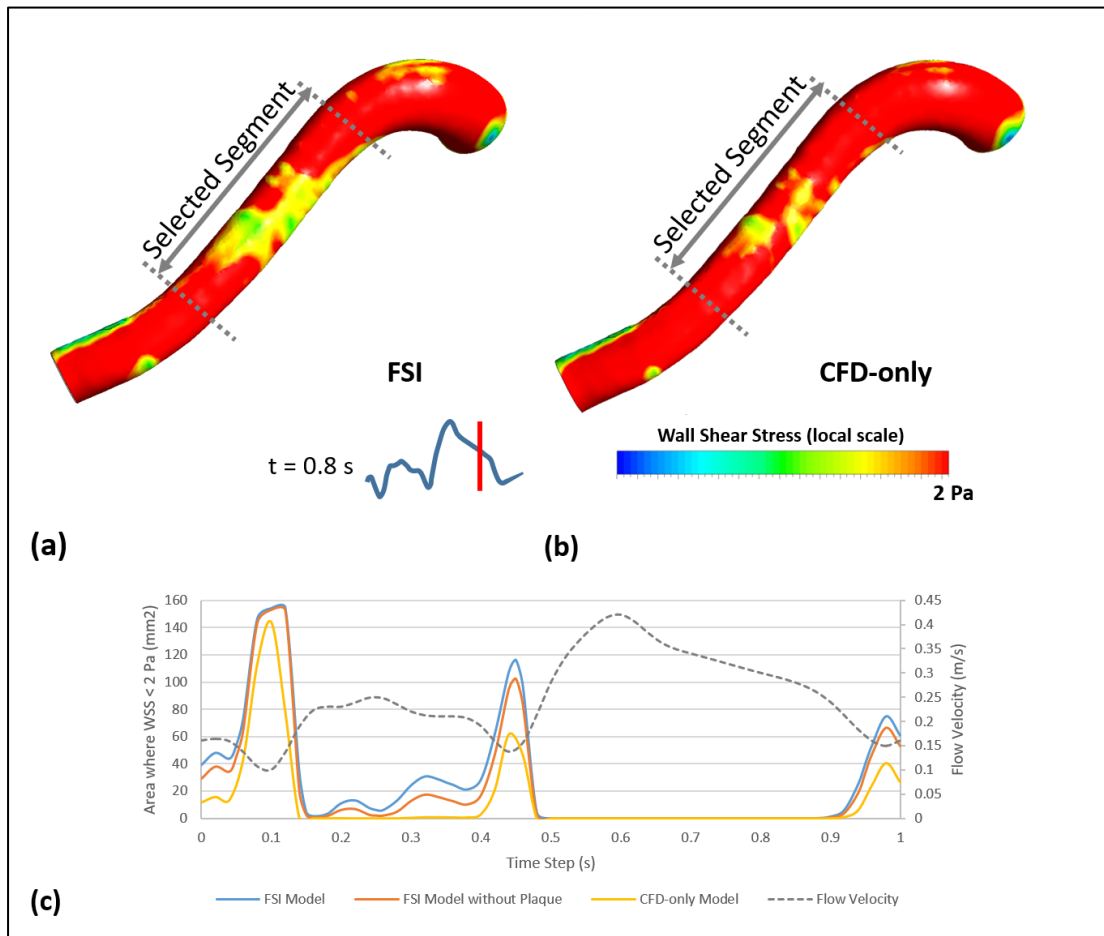 Selected Segment
Selected Segment
FSI
CFD-only
t = 0.8 s
Wall Shear Stress (local scale)
2 Pa
(a)
(b)
Area where WSS < 2 Pa (mm2)
160
140
120
100
80
60
40
20
0
0.45
0.4
0.35
0.3
0.25
0.2
0.15
0.1
0.05
0
Flow Velocity (m/s)
0 0.1 0.2 0.3 0.4 0.5 0.6 0.7 0.8 0.9 1
Time Step (s)
(c)
FSI Model FSI Model without Plaque CFD-only Model Flow Velocity